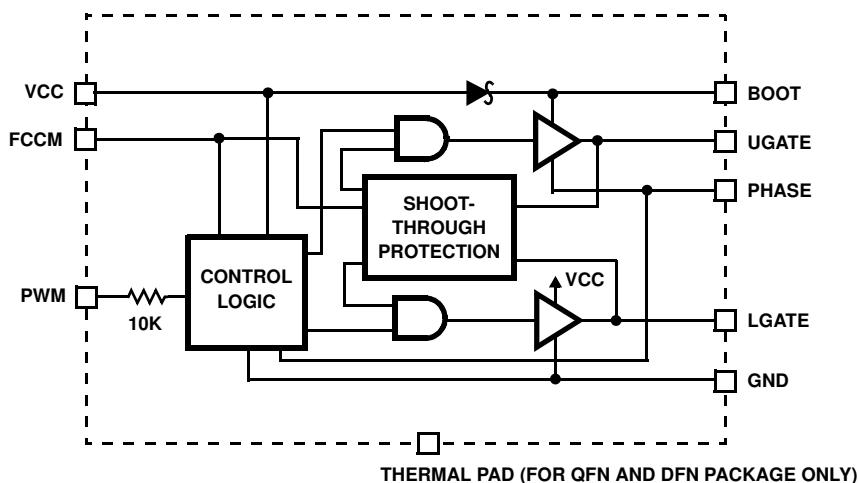 VCC
BOOT
FCCM
UGATE
PHASE
SHOOT-
THROUGH
PROTECTION
CONTROL
LOGIC
VCC
PWM
10K
LGATE
GND
THERMAL PAD (FOR QFN AND DFN PACKAGE ONLY)